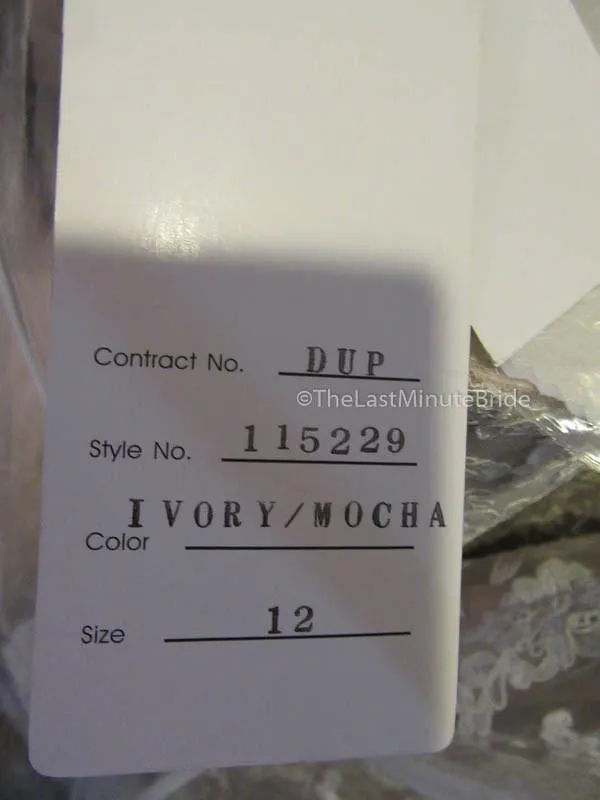 Contract No. DUP
©TheLastMinuteBride
Style No. 115229
Color IVORY/MOCHA
Size 12